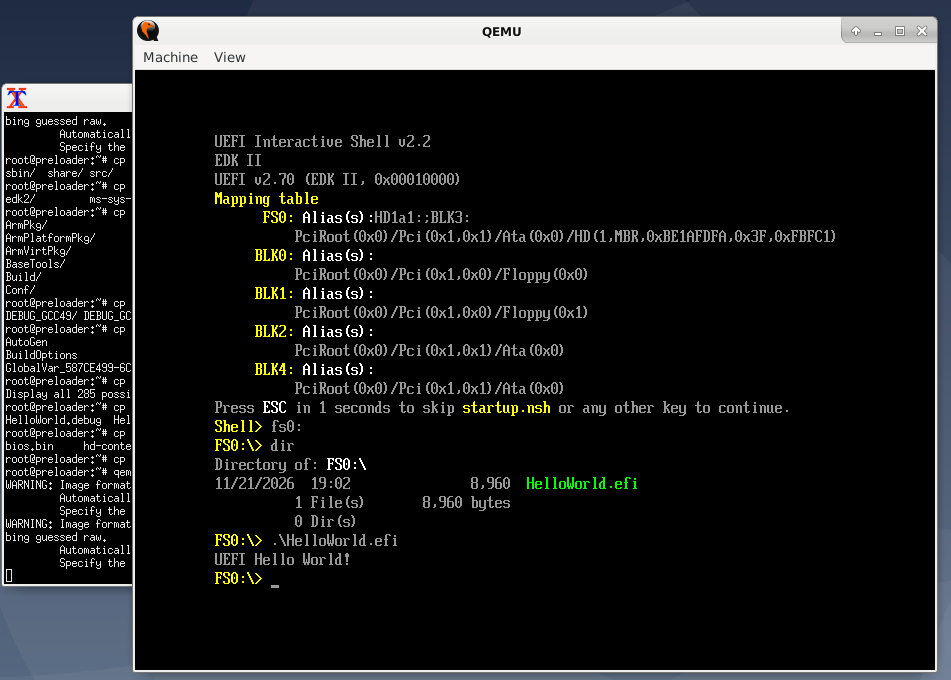 QEMU
Machine View
UEFI Interactive Shell v2.2
EDK II
UEFI v2.70 (EDK II, 0x00010000)
Mapping table
FS0: Alias(s):HD1a1:;BLK3:
PciRoot(0x0)/Pci(0x1,0x1)/Ata(0x0)/HD(1,MBR,0xBE1AFDFA,0x3F,0xFBFC1)
BLK0: Alias(s):
PciRoot(0x0)/Pci(0x1,0x0)/Floppy(0x0)
BLK1: Alias(s):
PciRoot(0x0)/Pci(0x1,0x0)/Floppy(0x1)
BLK2: Alias(s):
PciRoot(0x0)/Pci(0x1,0x1)/Ata(0x0)
BLK4: Alias(s):
PciRoot(0x0)/Pci(0x1,0x1)/Ata(0x0)
Press ESC in 1 seconds to skip startup.nsh or any other key to continue.
Shell> fs0:
FS0:\> dir
Directory of: FS0:\
11/21/2026 19:02 8,960 HelloWorld.efi
1 File(s) 8,960 bytes
0 Dir(s)
FS0:\> .\HelloWorld.efi
UEFI Hello World!
FS0:\> _
bing guessed raw.
Automaticall
Specify the
root@preloader:~# cp
sbin/ share/ src/
root@preloader:~# cp
edk2/ ms-sys-
root@preloader:~# cp
ArmPkg/
ArmPlatformPkg/
ArmVirtPkg/
BaseTools/
Build/
Conf/
root@preloader:~# cp
DEBUG_GCC49/ DEBUG_GC
root@preloader:~# cp
AutoGen
BuildOptions
GlobalVar_587CE499-6C
root@preloader:~# cp
Display all 285 possi
root@preloader:~# cp
HelloWorld.debug Hel
root@preloader:~# cp
bios.bin hd-conte
root@preloader:~# cp
root@preloader:~# qem
WARNING: Image format
Automaticall
Specify the
WARNING: Image format
bing guessed raw.
Automaticall
Specify the